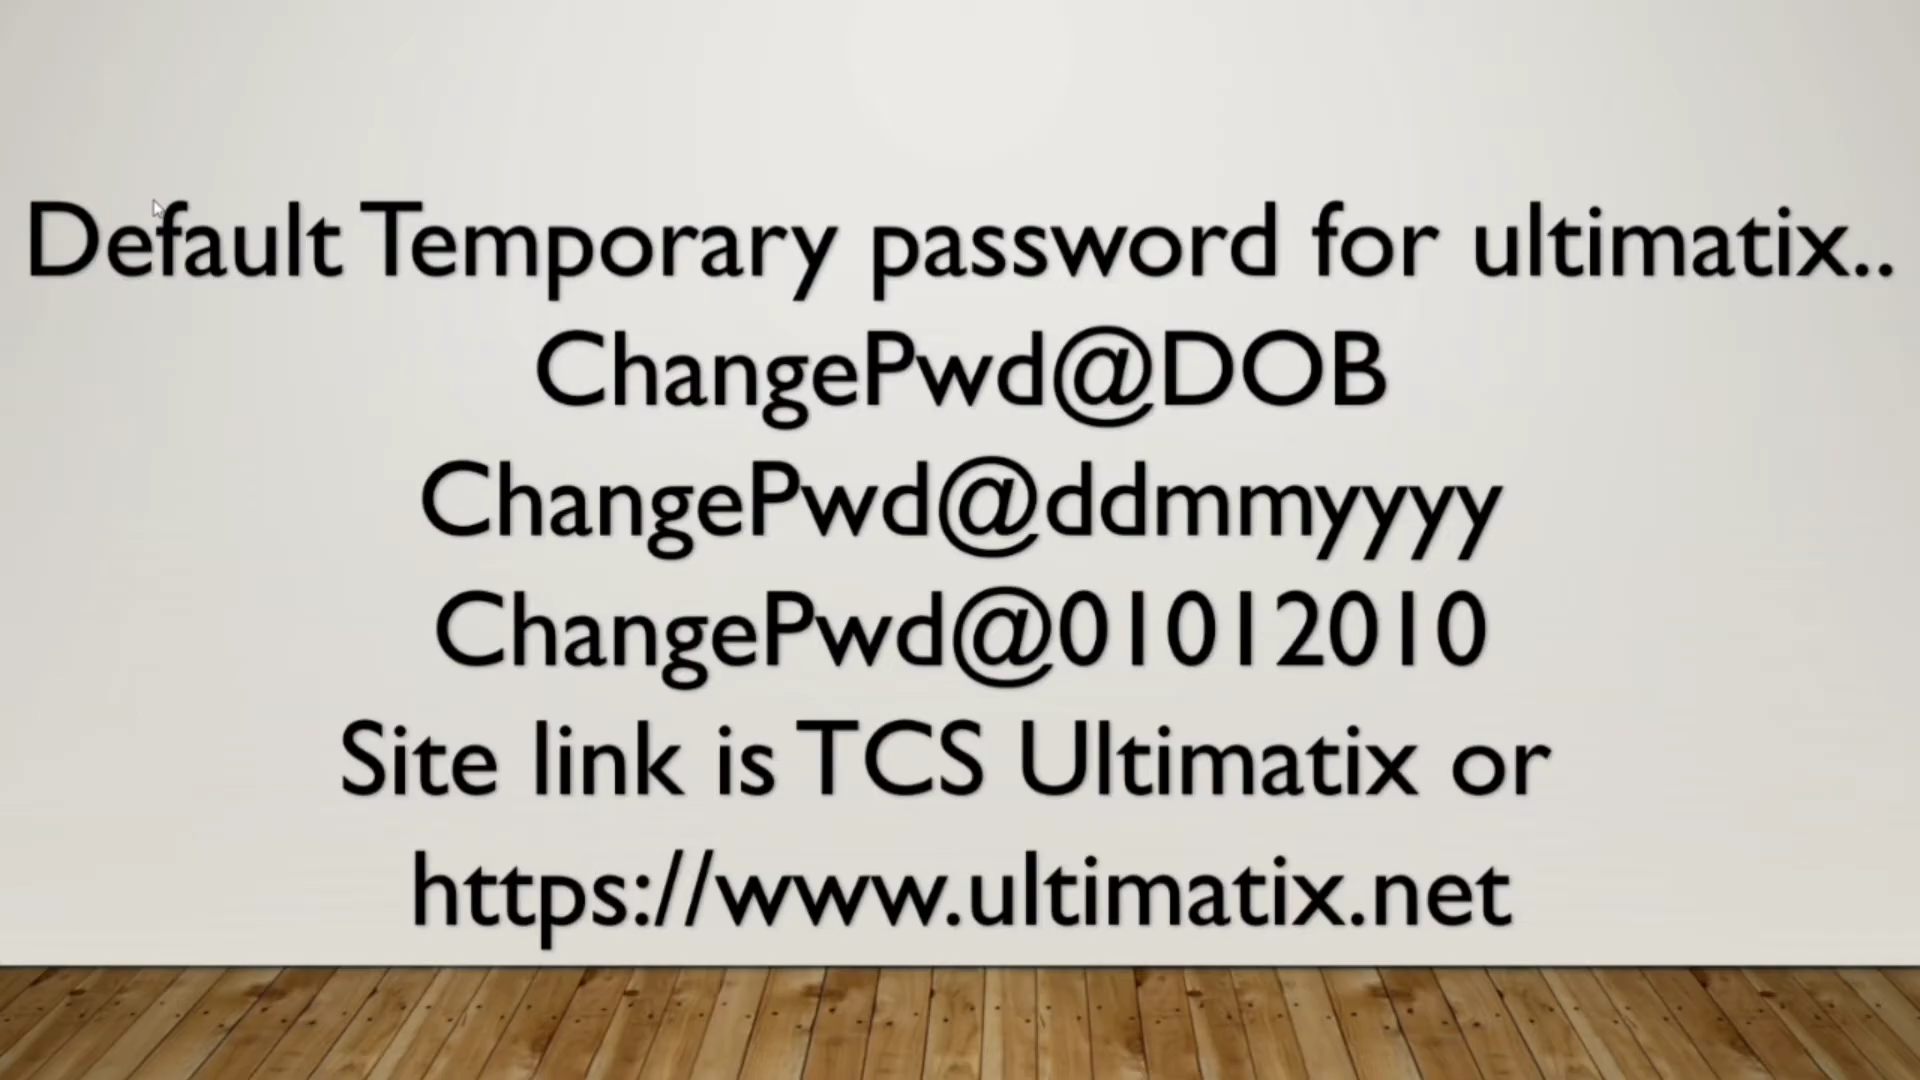 Default Temporary password for ultimatix..
ChangePwd@DOB
ChangePwd@ddmmyyyy
ChangePwd@01012010
Site link is TCS Ultimatix or
https://www.ultimatix.net